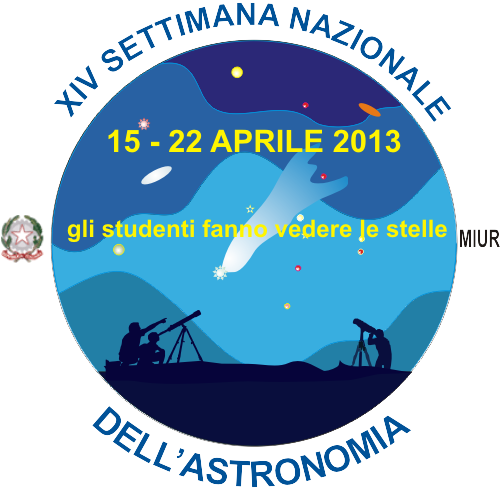 XIV SETTIMANA NAZIONALE
15 - 22 APRILE 2013
gli studenti fanno vedere le stelle
MIUR
DELL'ASTRONOMIA